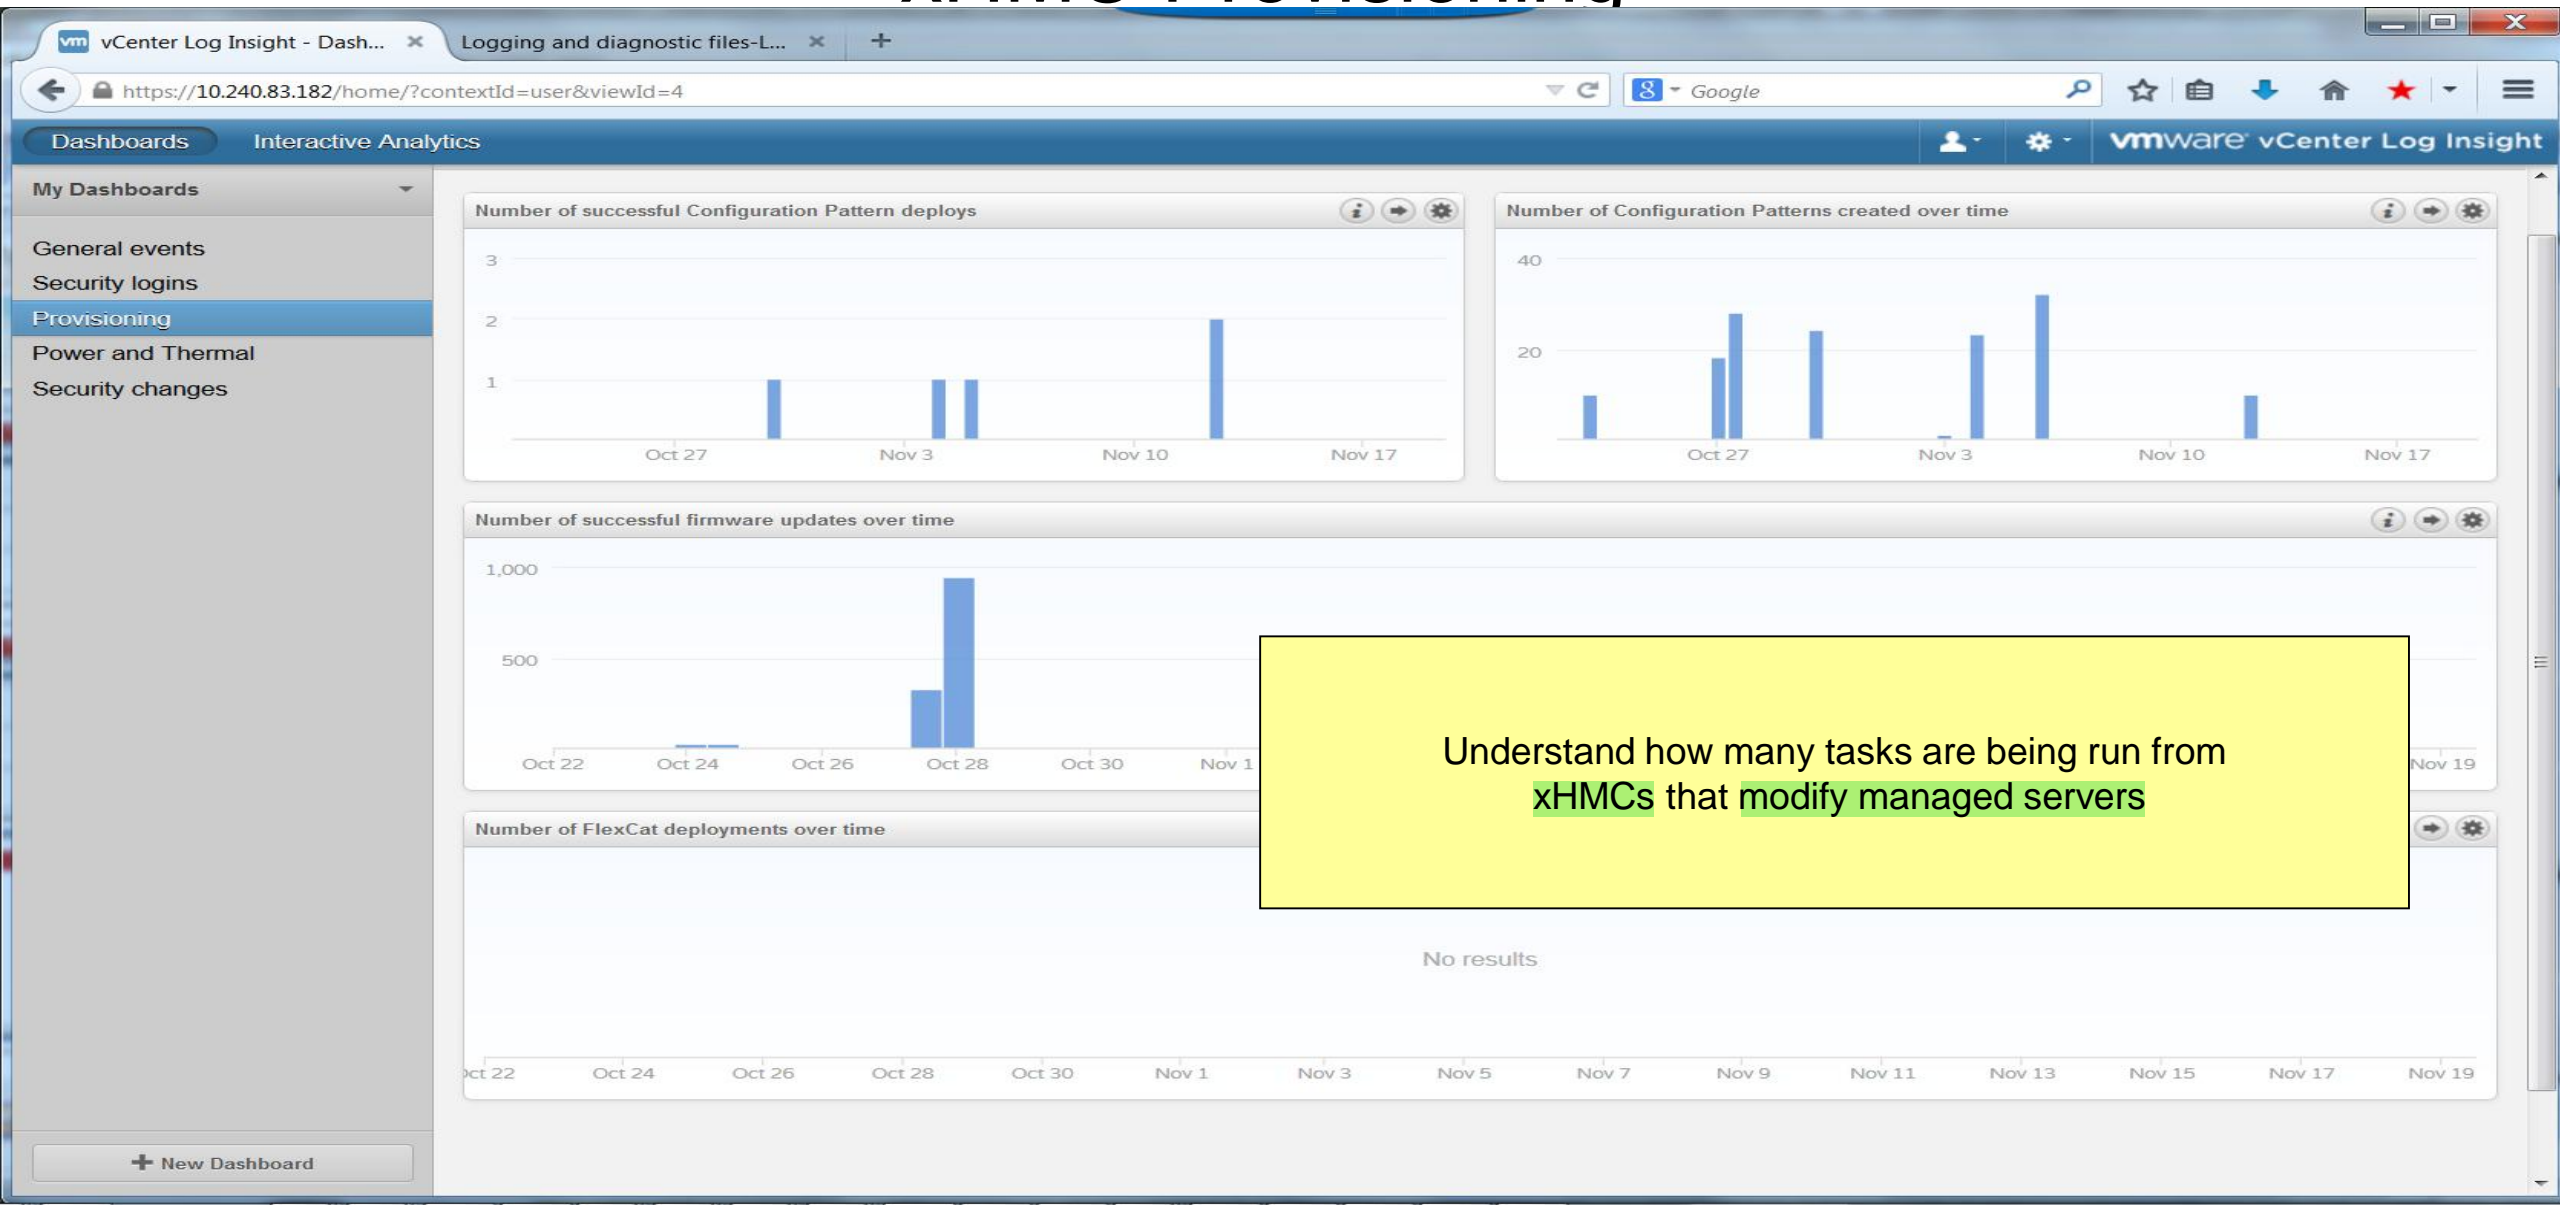 xHMC Provisioning
vm vCenter Log Insight - Dash... ×
Logging and diagnostic files-L... × +
https://10.240.83.182/home/?contextId=user&viewId=4
8 Google
Dashboards Interactive Analytics
vmware vCenter Log Insight
My Dashboards
General events
Security logins
Provisioning
Power and Thermal
Security changes
+ New Dashboard
Number of successful Configuration Pattern deploys
3
2
1
Oct 27 Nov 3 Nov 10 Nov 17
Number of Configuration Patterns created over time
40
20
Oct 27 Nov 3 Nov 10 Nov 17
Number of successful firmware updates over time
1,000
500
Oct 22 Oct 24 Oct 26 Oct 28 Oct 30 Nov 1 Nov 19
Understand how many tasks are being run from
xHMCs that modify managed servers
Number of FlexCat deployments over time
No results
ct 22 Oct 24 Oct 26 Oct 28 Oct 30 Nov 1 Nov 3 Nov 5 Nov 7 Nov 9 Nov 11 Nov 13 Nov 15 Nov 17 Nov 19